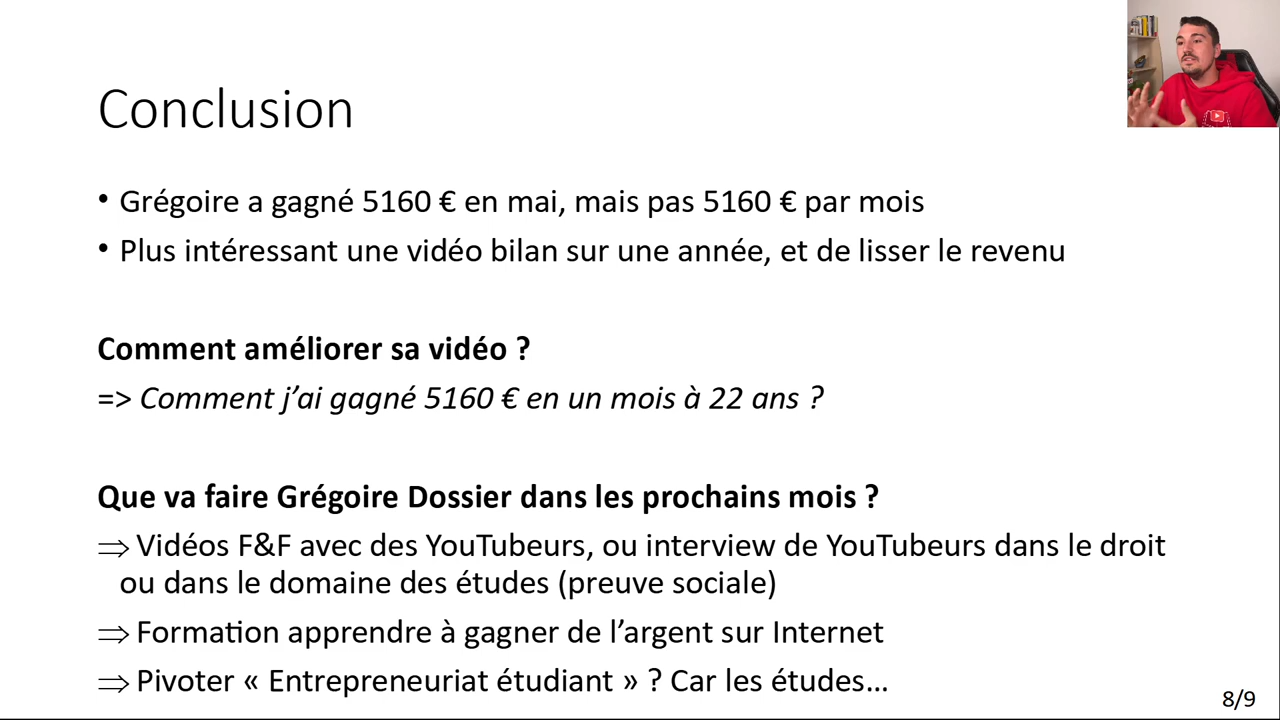 Conclusion
• Grégoire a gagné 5160 € en mai, mais pas 5160 € par mois
• Plus intéressant une vidéo bilan sur une année, et de lisser le revenu
Comment améliorer sa vidéo ?
=> Comment j’ai gagné 5160 € en un mois à 22 ans ?
Que va faire Grégoire Dossier dans les prochains mois ?
⇒ Vidéos F&F avec des YouTubeurs, ou interview de YouTubeurs dans le droit
ou dans le domaine des études (preuve sociale)
⇒ Formation apprendre à gagner de l’argent sur Internet
⇒ Pivoter « Entrepreneuriat étudiant » ? Car les études…
8/9